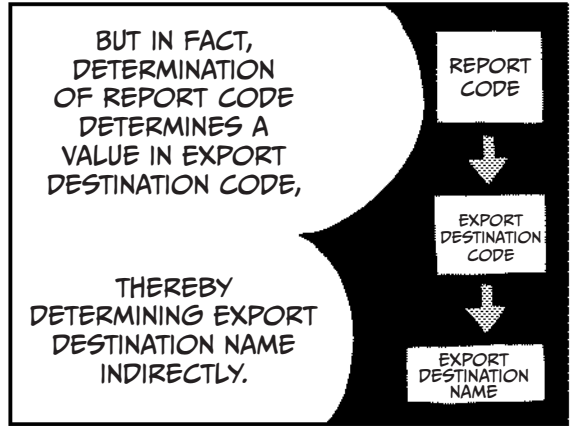 BUT IN FACT,
DETERMINATION
OF REPORT CODE
DETERMINES A
VALUE IN EXPORT
DESTINATION CODE,
THEREBY
DETERMINING EXPORT
DESTINATION NAME
INDIRECTLY.
REPORT
CODE
EXPORT
DESTINATION
CODE
EXPORT
DESTINATION
NAME